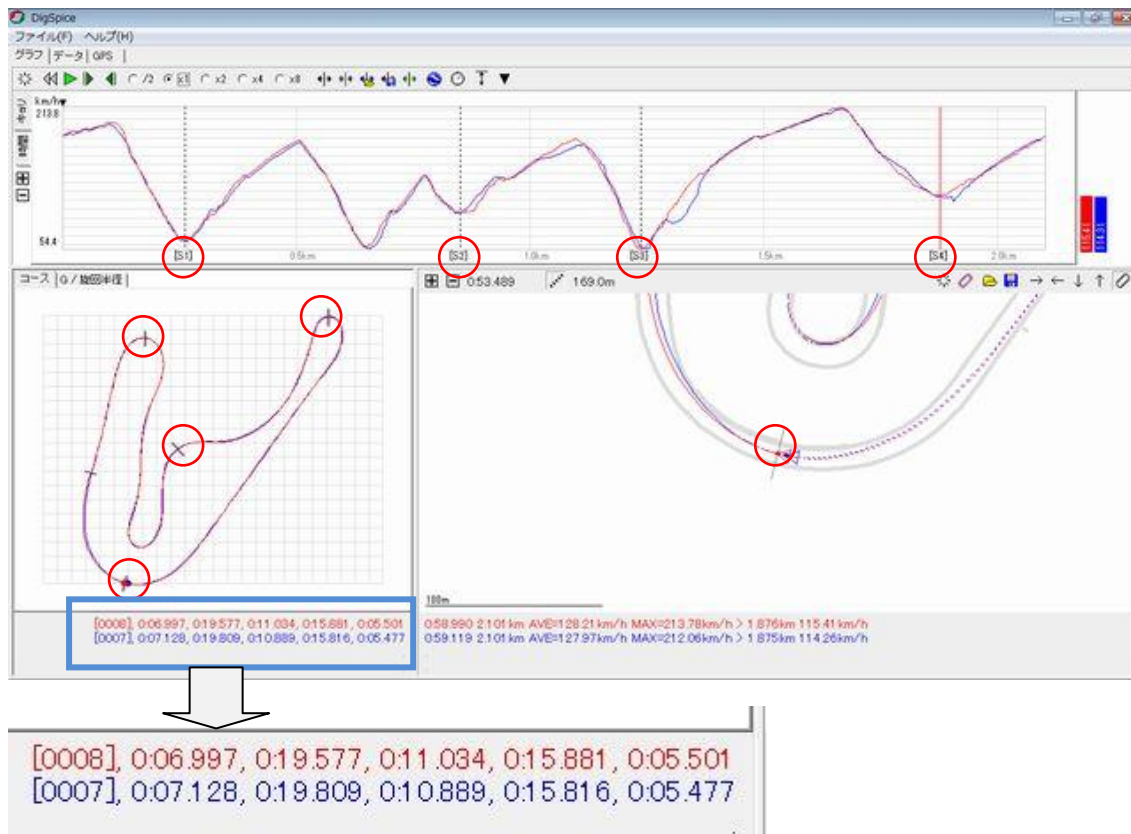 DigSpice
ファイル(F) ヘルプ(H)
グラフ データ GPS
/2 x1 x2 x4 x8
km/h
213.8
54.4
[S1] 0.5km [S2] 1.0km [S3] 1.5km [S4] 2.0km
115.41
114.31
コース G / 旋回半径
0:53.489 169.0m
100m
[0008], 0:06.997, 0:19.577, 0:11.034, 0:15.881, 0:05.501 0:58.990 2.101km AVE=128.21km/h MAX=213.78km/h > 1.876km 115.41km/h
[0007], 0:07.128, 0:19.809, 0:10.889, 0:15.816, 0:05.477 0:59.119 2.101km AVE=127.97km/h MAX=212.06km/h > 1.875km 114.26km/h
[0008], 0:06.997, 0:19.577, 0:11.034, 0:15.881, 0:05.501
[0007], 0:07.128, 0:19.809, 0:10.889, 0:15.816, 0:05.477